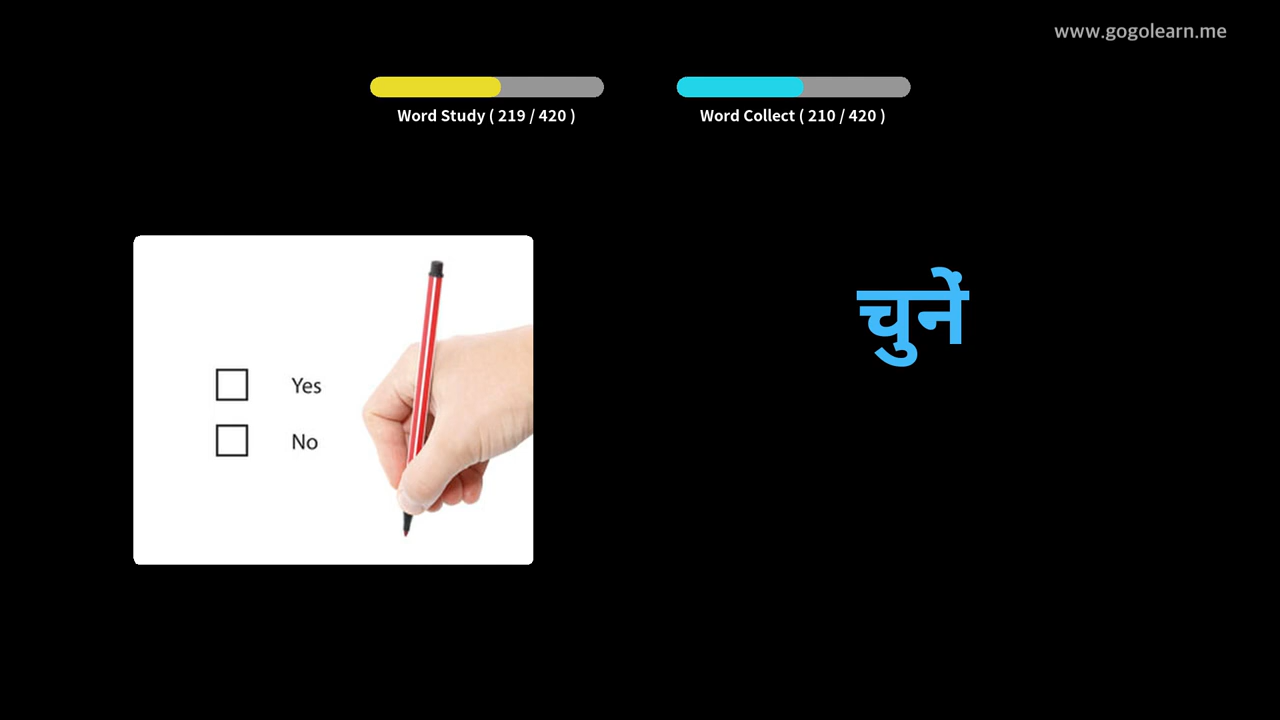 www.gogolearn.me
Word Study ( 219 / 420 )
Word Collect ( 210 / 420 )
चुनें
Yes
No